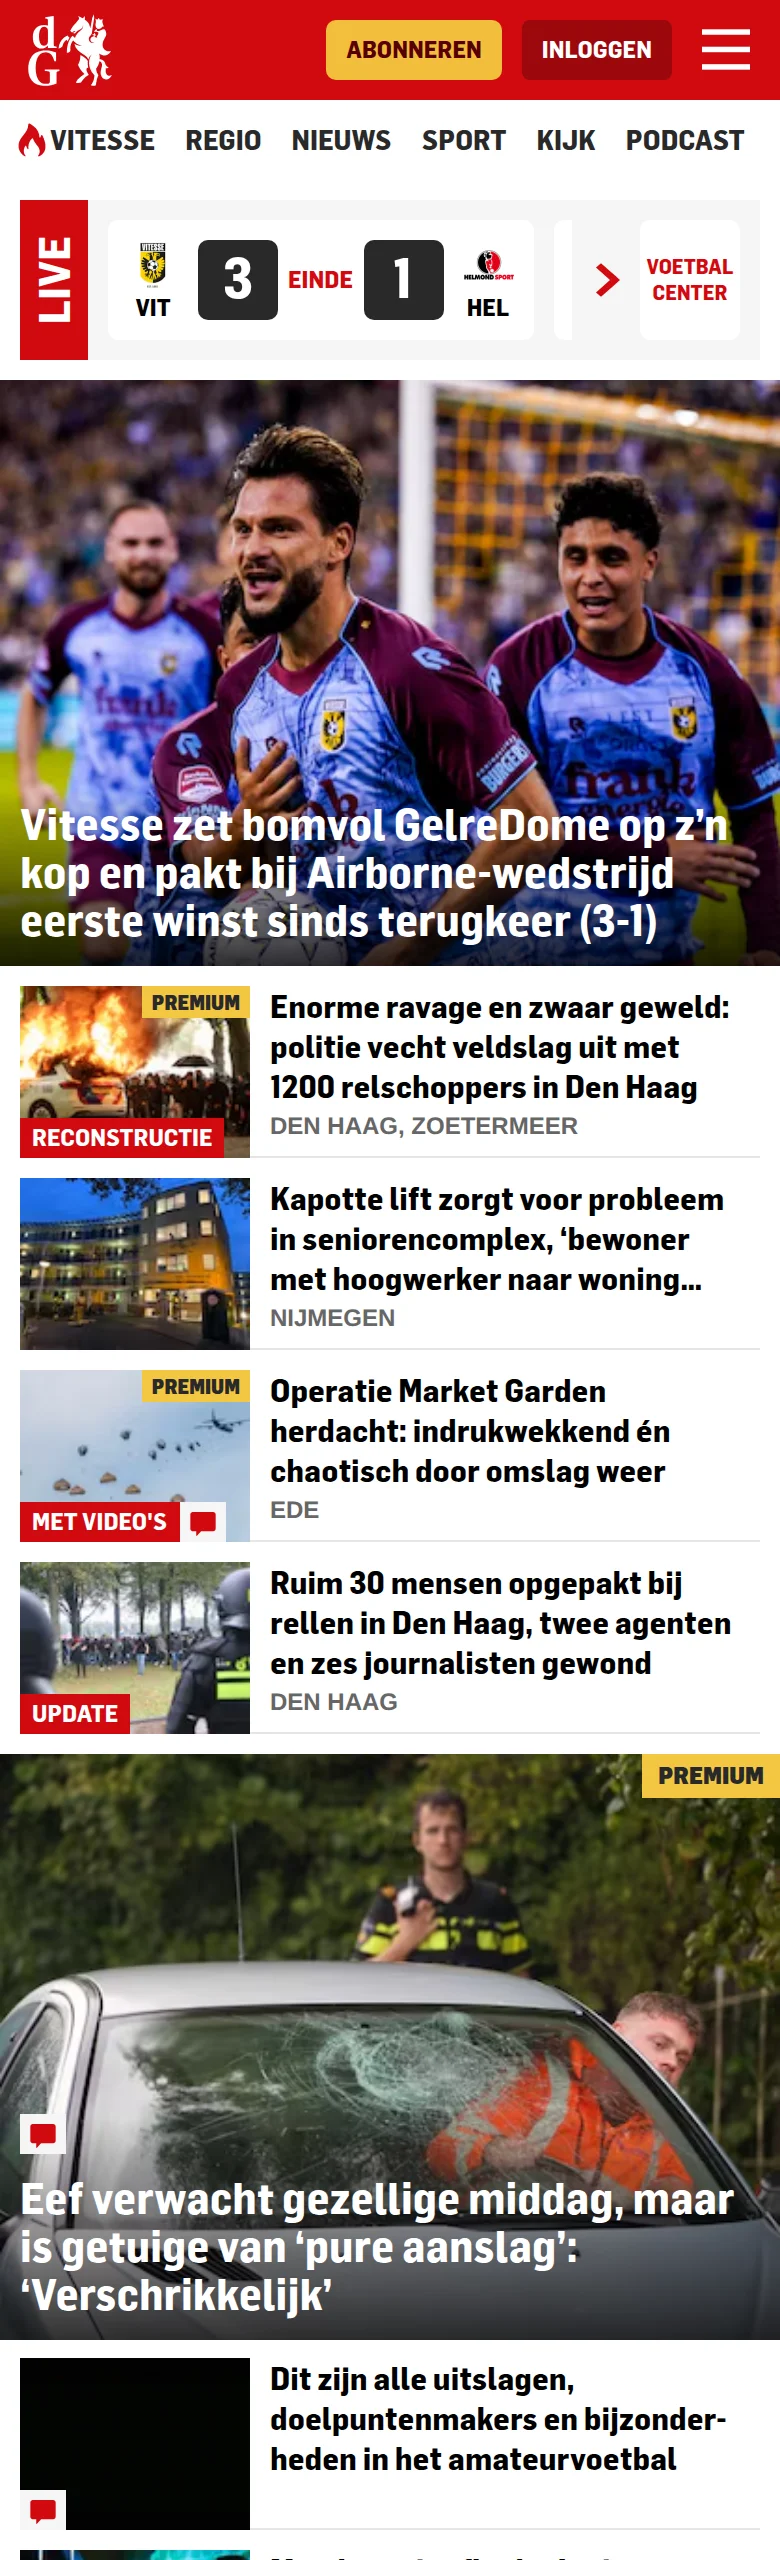 dG
ABONNEREN
INLOGGEN
VITESSE REGIO NIEUWS SPORT KIJK PODCAST
LIVE
VITESSE
VIT
3
EINDE
1
HELMOND SPORT
HEL
VOETBAL
CENTER
Vitesse zet bomvol GelreDome op z’n
kop en pakt bij Airborne-wedstrijd
eerste winst sinds terugkeer (3-1)
PREMIUM
RECONSTRUCTIE
Enorme ravage en zwaar geweld:
politie vecht veldslag uit met
1200 relschoppers in Den Haag
DEN HAAG, ZOETERMEER
Kapotte lift zorgt voor probleem
in seniorencomplex, ‘bewoner
met hoogwerker naar woning...
NIJMEGEN
PREMIUM
MET VIDEO'S
Operatie Market Garden
herdacht: indrukwekkend én
chaotisch door omslag weer
EDE
UPDATE
Ruim 30 mensen opgepakt bij
rellen in Den Haag, twee agenten
en zes journalisten gewond
DEN HAAG
PREMIUM
Eef verwacht gezellige middag, maar
is getuige van ‘pure aanslag’:
‘Verschrikkelijk’
Dit zijn alle uitslagen,
doelpuntenmakers en bijzonder-
heden in het amateurvoetbal